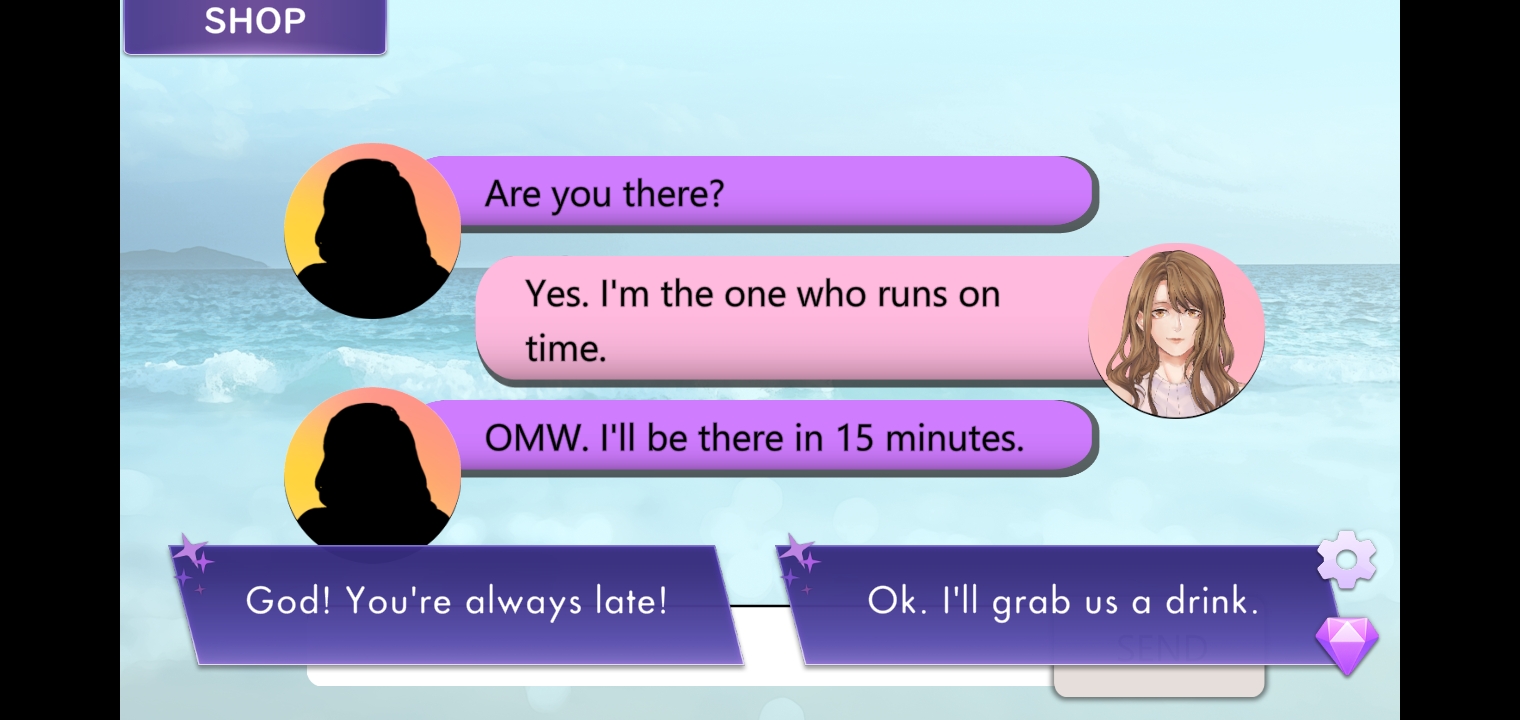 SHOP
Are you there?
Yes. I'm the one who runs on
time.
OMW. I'll be there in 15 minutes.
God! You're always late!
Ok. I'll grab us a drink.
SEND